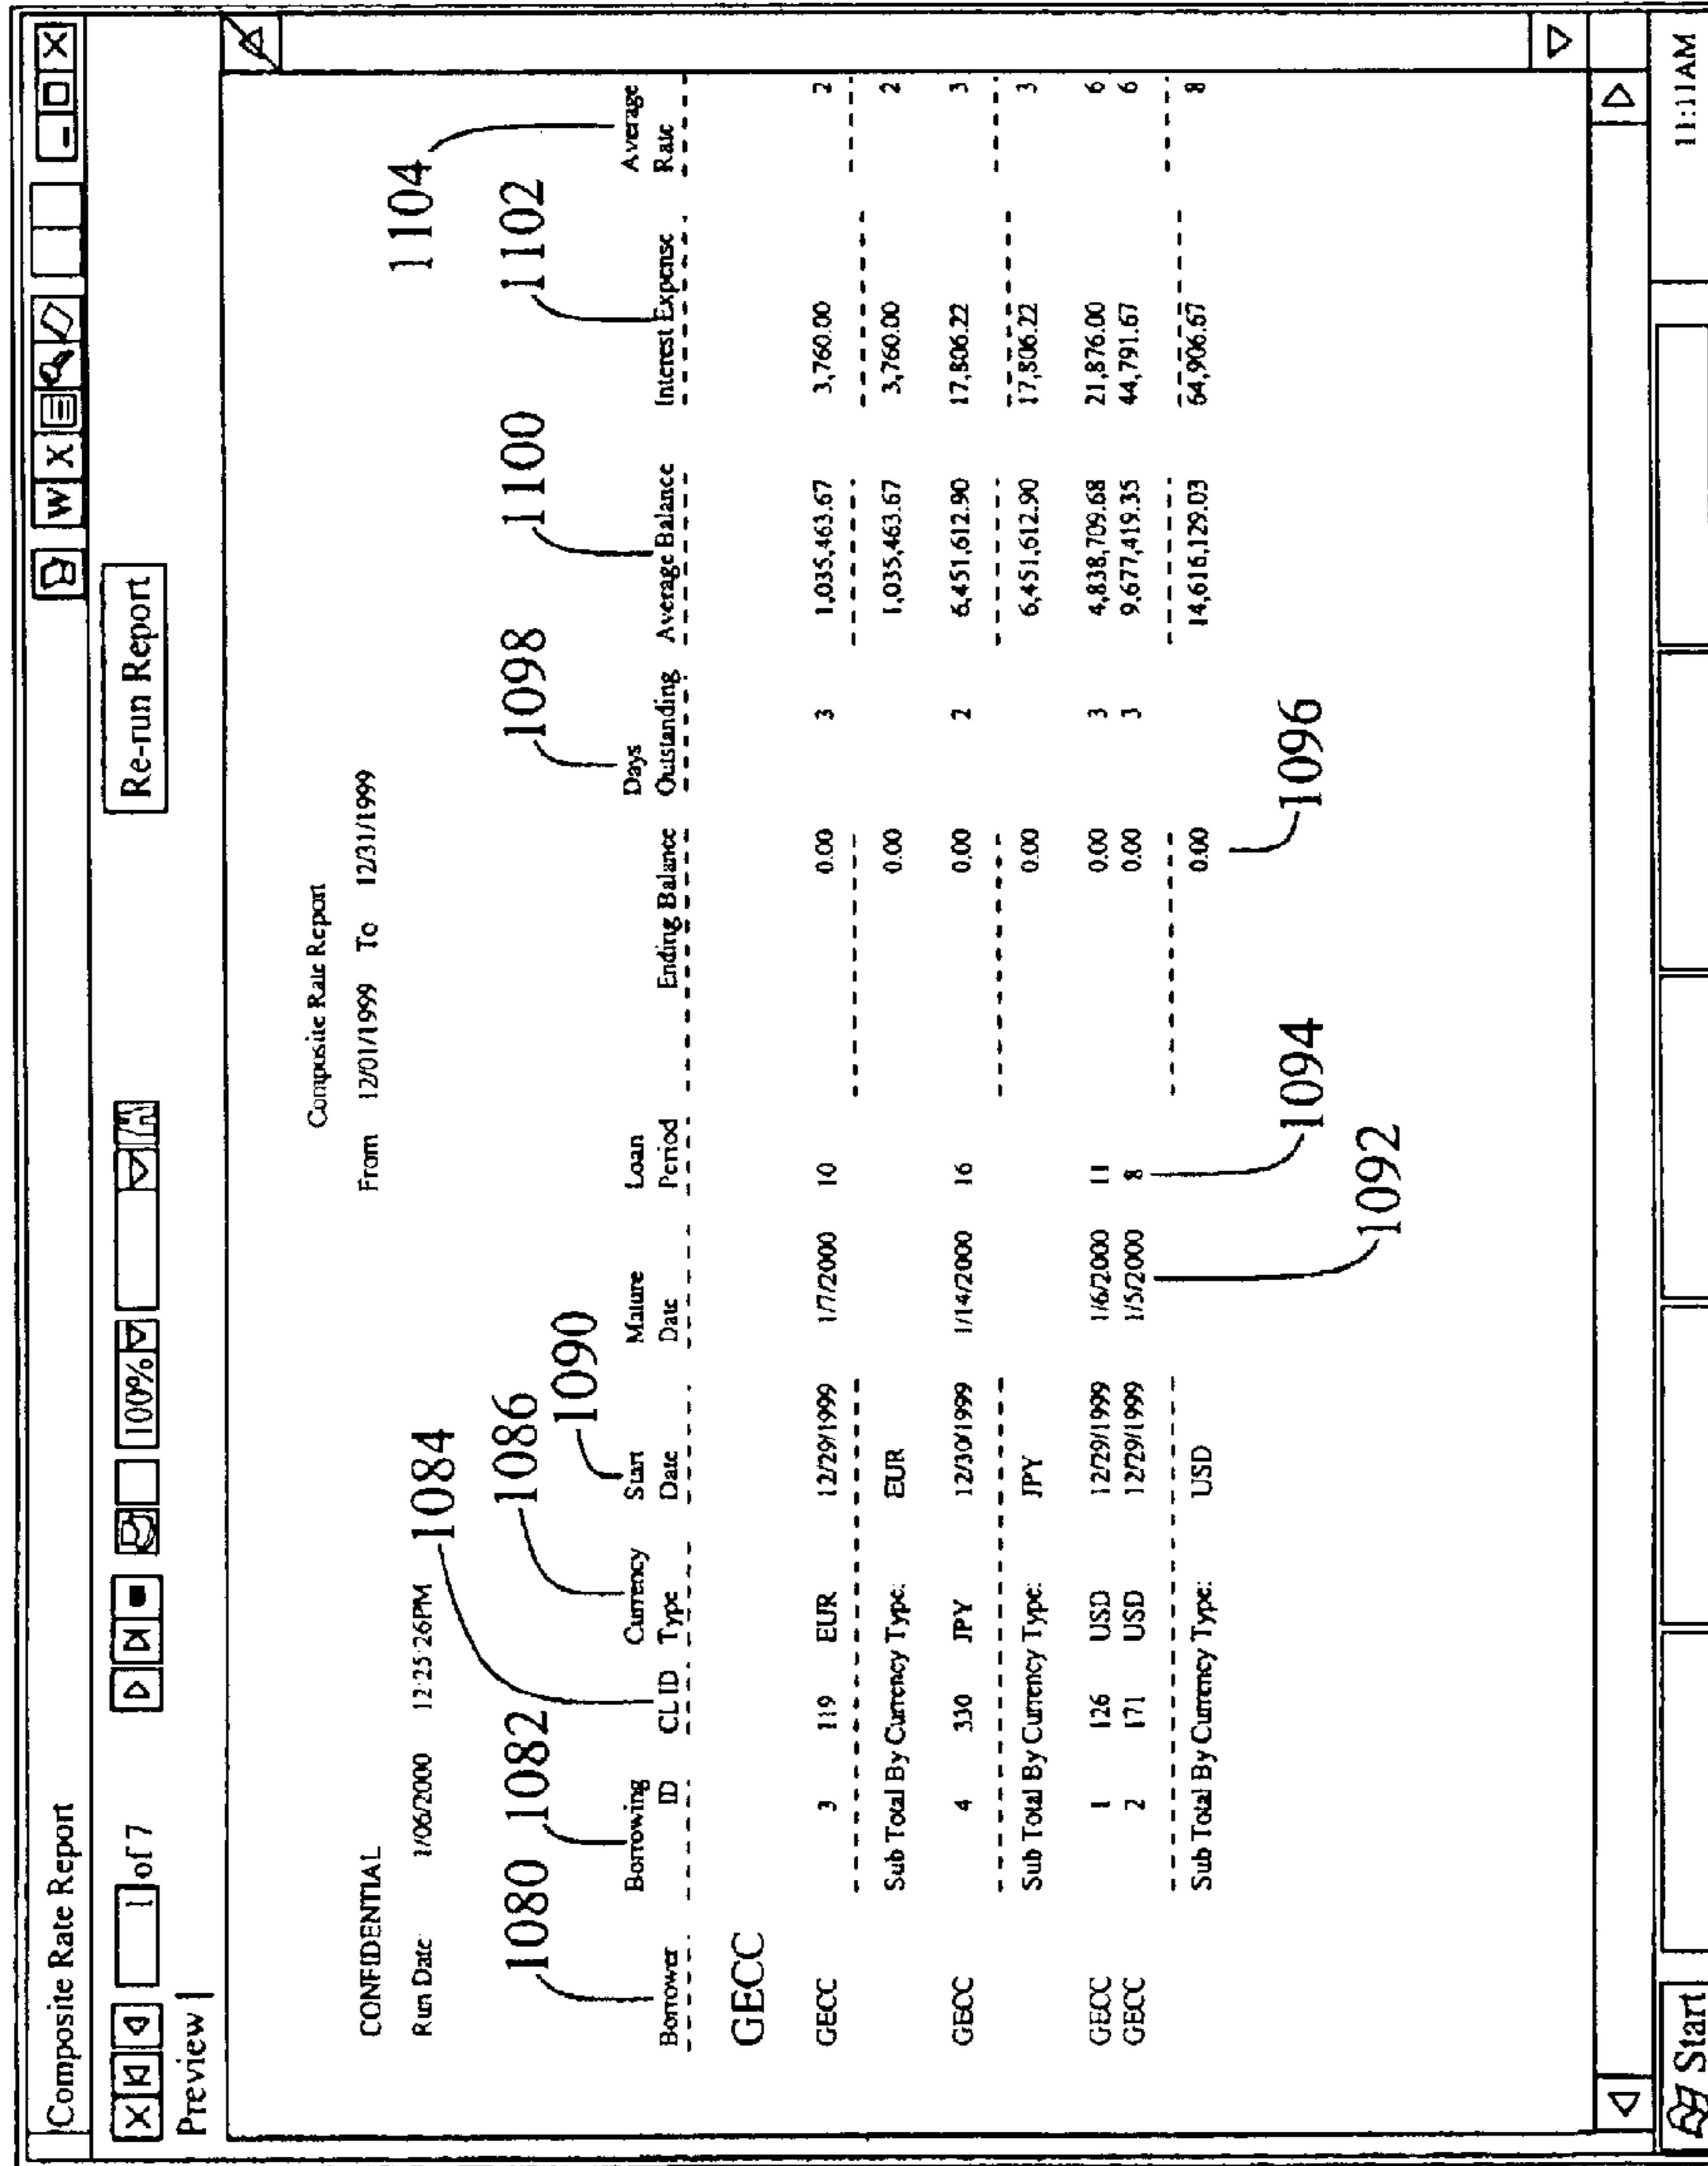 Composite Rate Report
W X
1 of 7
100%
Re-run Report
Preview
Composite Rate Report
CONFIDENTIAL
From 12/01/1999 To 12/31/1999
Run Date: 1/06/2000 12:25:26PM
1104
1084
1080 1082 1086 1098 1100 1102
1090
Borrower Borrowing ID CL ID Currency Type Start Date Mature Date Loan Period Ending Balance Days Outstanding Average Balance Interest Expense Average Rate
GECC
GECC 3 119 EUR 12/29/1999 1/7/2000 10 0.00 3 1,035,463.67 3,760.00 2
Sub Total By Currency Type: EUR 0.00 1,035,463.67 3,760.00 2
GECC 4 330 JPY 12/30/1999 1/14/2000 16 0.00 2 6,451,612.90 17,806.22 3
Sub Total By Currency Type: JPY 0.00 6,451,612.90 17,806.22 3
GECC 1 126 USD 12/29/1999 1/6/2000 11 0.00 3 4,838,709.68 21,876.00 6
GECC 2 171 USD 12/29/1999 1/5/2000 8 0.00 3 9,677,419.35 44,791.67 6
Sub Total By Currency Type: USD 0.00 14,616,129.03 64,906.67 8
1094 1096
1092
Start 11:11AM